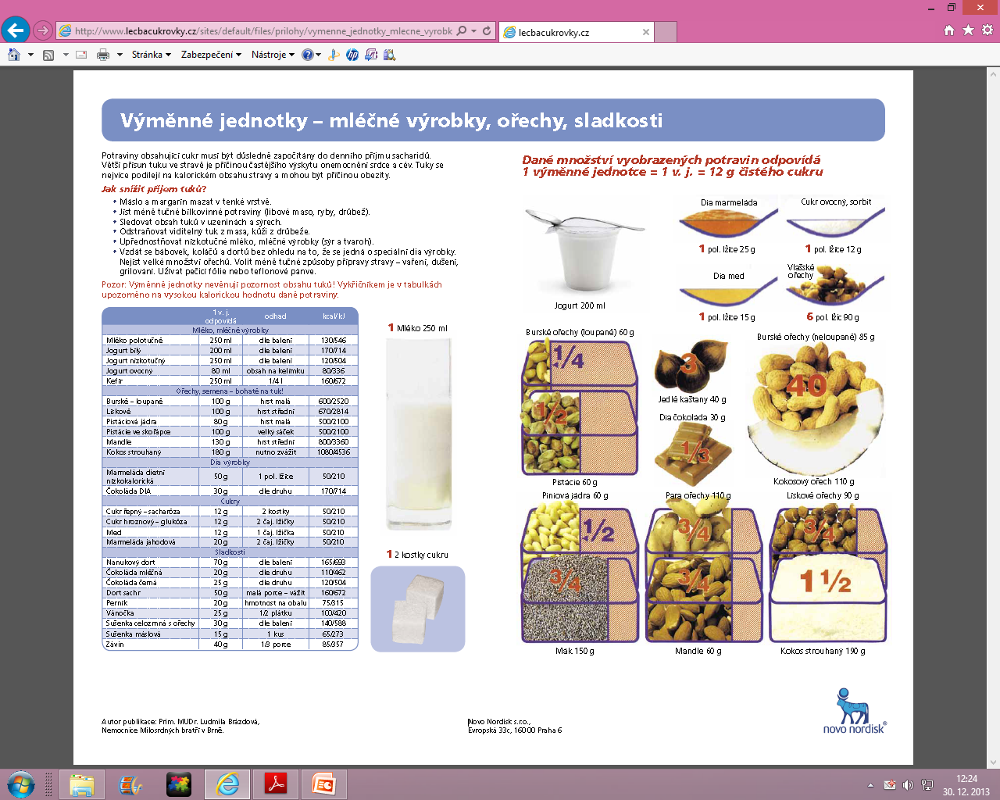 http://www.lecbacukrovky.cz/sites/default/files/prilohy/vymenne_jednotky_mlecne_vyrobk
lecbacukrovky.cz
Stránka
Zabezpečení
Nástroje
Výměnné jednotky – mléčné výrobky, ořechy, sladkosti
Potraviny obsahující cukr musí být důsledně započítány do denního příjmu sacharidů.
Větší přísun tuku ve stravě je příčinou častějšího výskytu onemocnění srdce a cév. Tuky se
nejvíce podílejí na kalorickém obsahu stravy a mohou být příčinou obezity.
Jak snížit příjem tuků?
• Máslo a margarin mazat v tenké vrstvě.
• Jíst méně tučné bílkovinné potraviny (libové maso, ryby, drůbež).
• Sledovat obsah tuků v uzeninách a sýrech.
• Odstraňovat viditelný tuk z masa, kůži z drůbeže.
• Upřednostňovat nízkotučné mléko, mléčné výrobky (sýr a tvaroh).
• Vzdát se bábovek, koláčů a dortů bez ohledu na to, že se jedná o speciální dia výrobky.
Nejíst velké množství ořechů. Volit méně tučné způsoby přípravy stravy – vaření, dušení,
grilování. Užívat pečicí fólie nebo teflonové pánve.
Pozor: Výměnné jednotky nevěnují pozornost obsahu tuků! Vykřičníkem je v tabulkách
upozorněno na vysokou kalorickou hodnotu dané potraviny.
1 v. j. odpovídá odhad kcal/kJ
Mléko, mléčné výrobky
Mléko polotučné 250 ml dle balení 130/546
Jogurt bílý 200 ml dle balení 170/714
Jogurt nízkotučný 250 ml dle balení 120/504
Jogurt ovocný 80 ml obsah na kelímku 80/336
Kefír 250 ml 1/4 l 160/672
Ořechy, semena – bohaté na tuk!
Burské – loupané 100 g hrst malá 600/2520
Lískové 100 g hrst střední 670/2814
Pistáciová jádra 80 g hrst malá 500/2100
Pistácie ve skořápce 100 g velký sáček 500/2100
Mandle 130 g hrst střední 800/3360
Kokos strouhaný 180 g nutno zvážit 1080/4536
Dia výrobky
Marmeláda dietní
nízkokalorická 50 g 1 pol. lžíce 50/210
Čokoláda DIA 30 g dle druhu 170/714
Cukry
Cukr řepný – sacharóza 12 g 2 kostky 50/210
Cukr hroznový – glukóza 12 g 2 čaj. lžičky 50/210
Med 12 g 1 čaj. lžička 50/210
Marmeláda jahodová 20 g 2 čaj. lžičky 50/210
Sladkosti
Nanukový dort 70 g dle balení 165/693
Čokoláda mléčná 20 g dle druhu 110/462
Čokoláda černá 25 g dle druhu 120/504
Dort sachr 50 g malá porce – vážit 160/672
Perník 20 g hmotnost na obalu 75/315
Vánočka 25 g 1/2 plátku 100/420
Sušenka celozrnná s ořechy 30 g dle balení 140/588
Sušenka máslová 15 g 1 kus 65/273
Závin 40 g 1/3 porce 85/357
1 Mléko 250 ml
1 2 kostky cukru
Dané množství vyobrazených potravin odpovídá
1 výměnné jednotce = 1 v. j. = 12 g čistého cukru
Jogurt 200 ml
Dia marmeláda
1 pol. lžíce 25 g
Cukr ovocný, sorbit
1 pol. lžíce 12 g
Dia med
1 pol. lžíce 15 g
Vlašské
ořechy
6 pol. lžic 90 g
Burské ořechy (loupané) 60 g
1/4
1/2
Pistácie 60 g
3
Jedlé kaštany 40 g
Dia čokoláda 30 g
1/3
Burské ořechy (neloupané) 85 g
40
Kokosový ořech 110 g
Piniová jádra 60 g
1/2
3/4
Mák 150 g
Para ořechy 110 g
3/4
3/4
Mandle 60 g
Lískové ořechy 90 g
3/4
1 1/2
Kokos strouhaný 190 g
Autor publikace: Prim. MUDr. Ludmila Brázdová,
Nemocnice Milosrdných bratří v Brně.
Novo Nordisk s.r.o.,
Evropská 33c, 160 00 Praha 6
novo nordisk®
12:24
30. 12. 2013